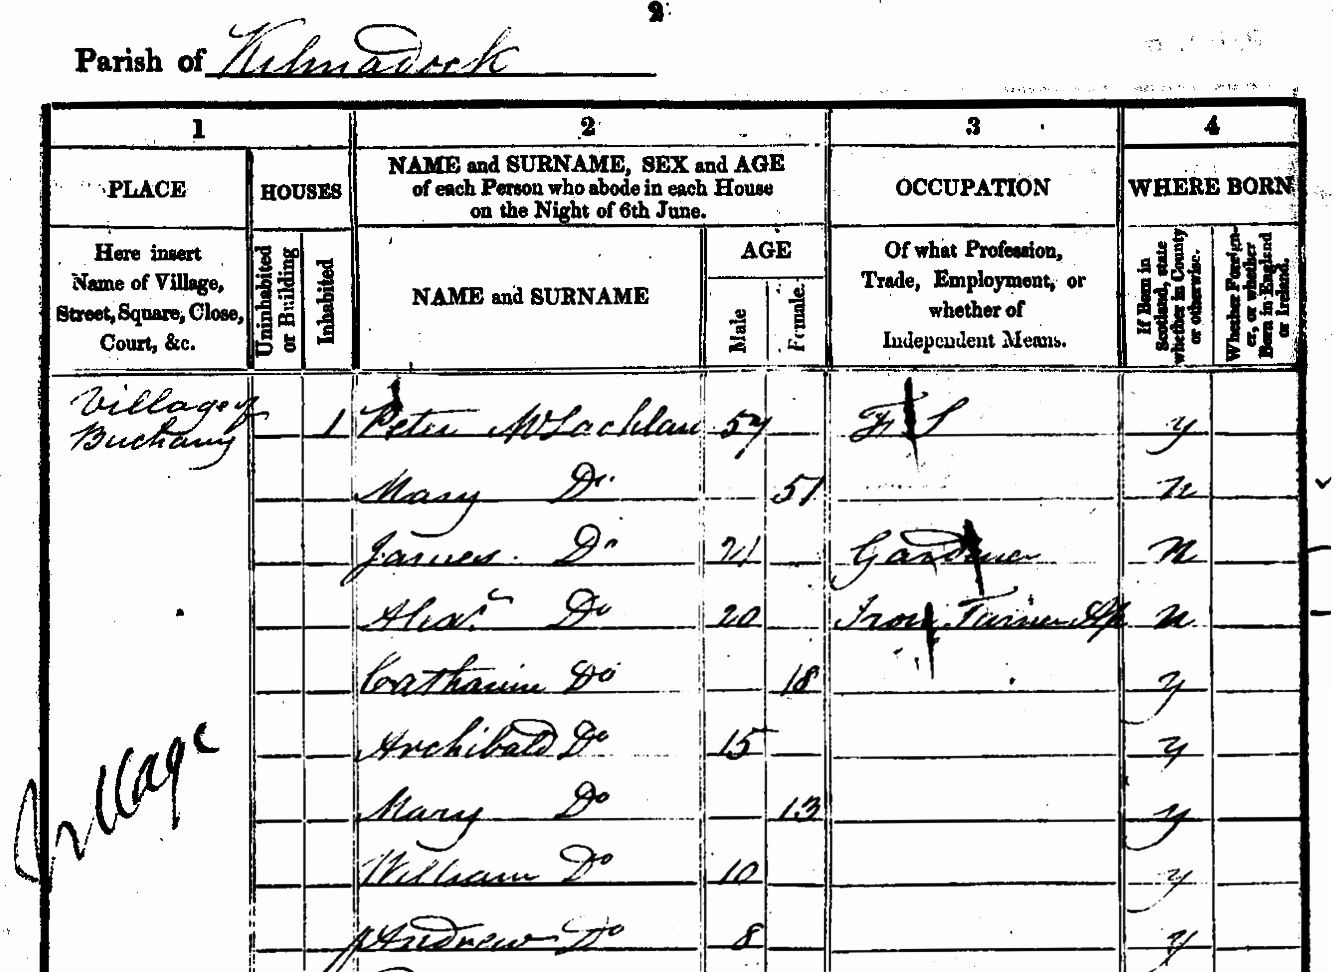 2
Parish of Kilmadock
1 2 3 4
PLACE HOUSES NAME and SURNAME, SEX and AGE of each Person who abode in each House on the Night of 6th June. OCCUPATION WHERE BORN
Here insert Name of Village, Street, Square, Close, Court, &c.
Uninhabited or Building
Inhabited
NAME and SURNAME
AGE
Male
Female.
Of what Profession, Trade, Employment, or whether of Independent Means.
If Born in Scotland, state whether in County or otherwise.
Whether Foreigner, or whether Born in England or Ireland.
Village of Buchany 1 Peter McLachlan 57 F S y
Mary Do 51 n
James Do 21 Gardener n
Alexr Do 20 Iron Turner Ap n
Catharine Do 18 y
Archibald Do 15 y
Mary Do 13 y
William Do 10 y
Andrew Do 8 y
Village